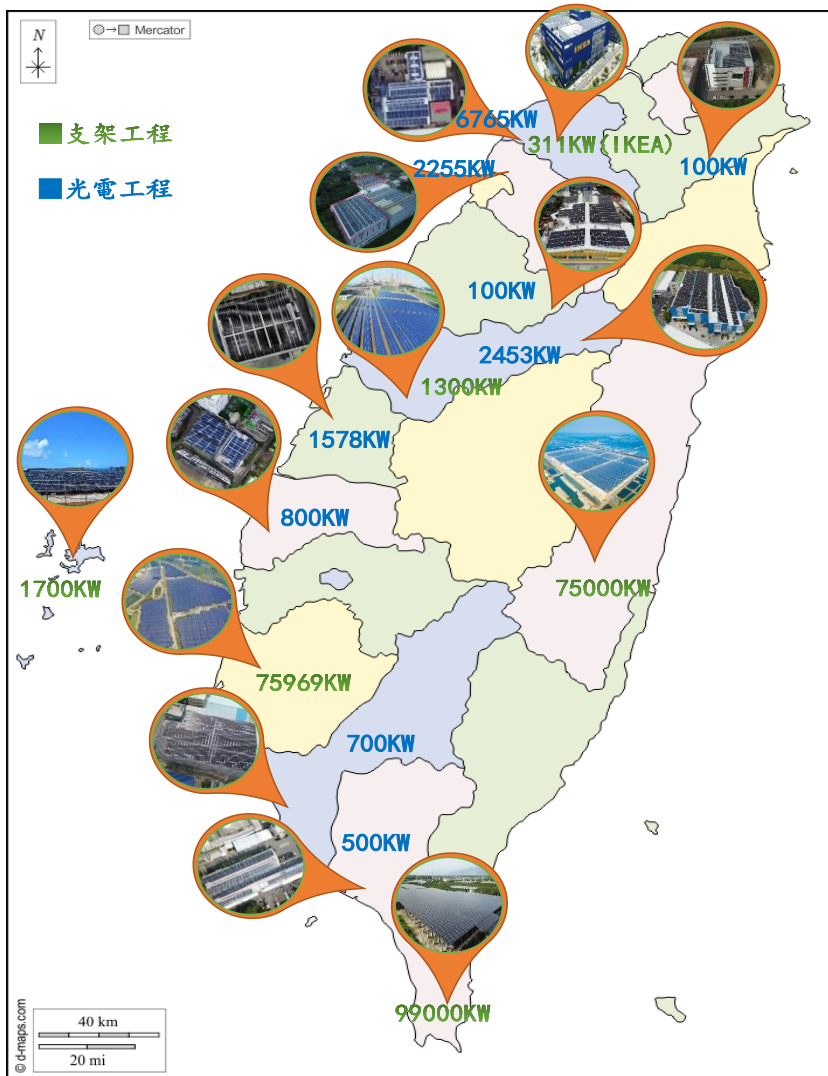 N
Mercator
IKEA
6765KW
支架工程
311KW(IKEA)
2255KW
100KW
光電工程
100KW
2453KW
1300KW
1578KW
800KW
1700KW
75000KW
75969KW
700KW
500KW
99000KW
40 km
20 mi
© d-maps.com